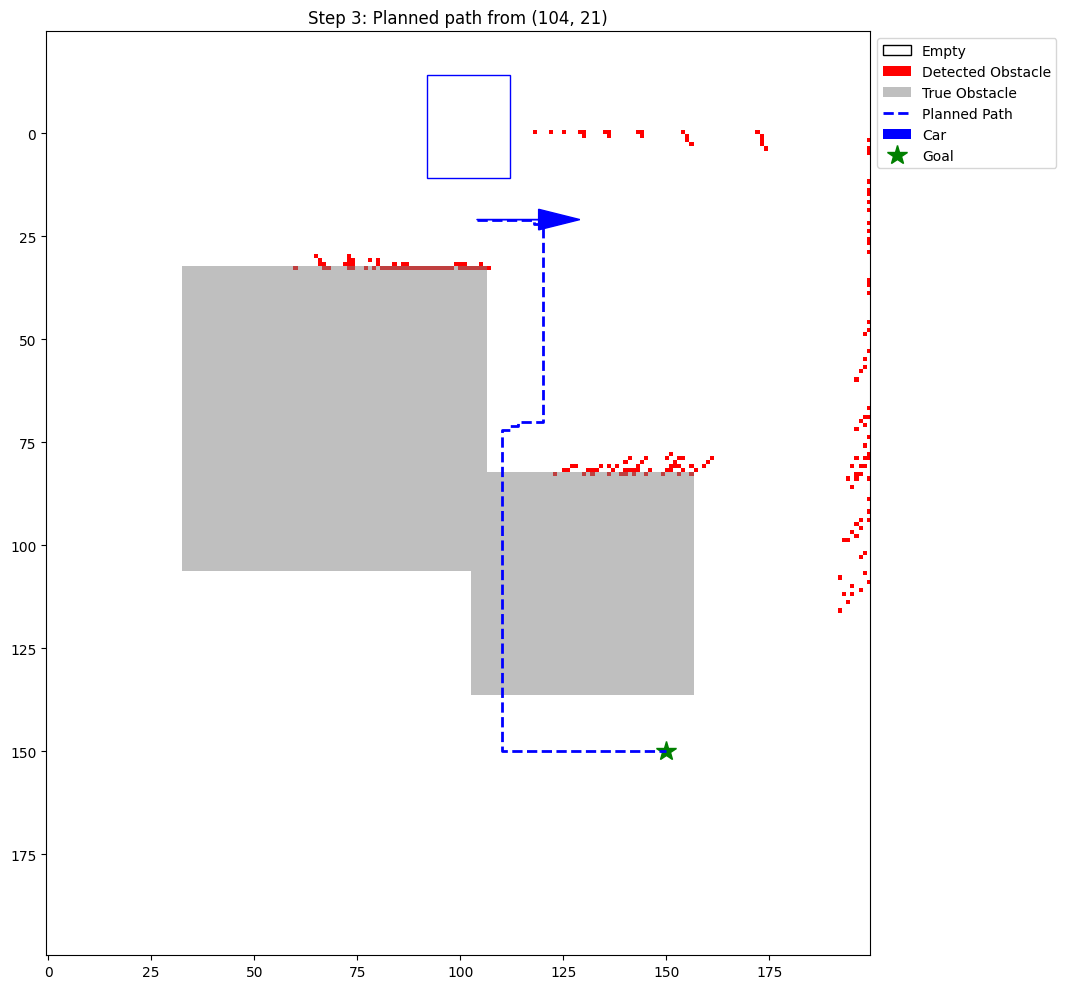 Step 3: Planned path from (104, 21)
Empty
Detected Obstacle
True Obstacle
Planned Path
Car
Goal
0
25
50
75
100
125
150
175
0 25 50 75 100 125 150 175